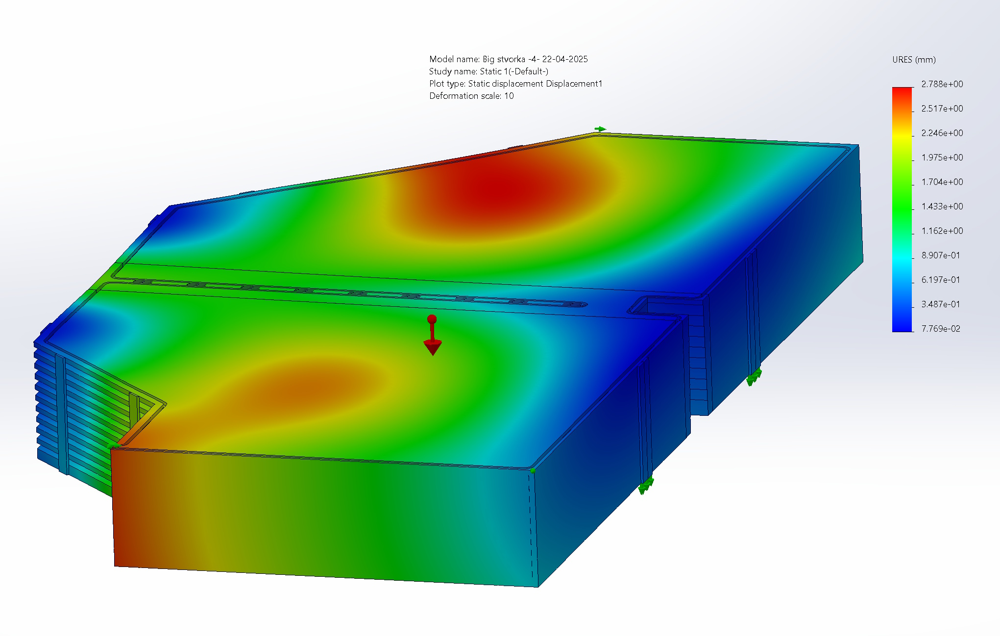 Model name: Big stvorka -4- 22-04-2025
Study name: Static 1(-Default-)
Plot type: Static displacement Displacement1
Deformation scale: 10
URES (mm)
2.788e+00
2.517e+00
2.246e+00
1.975e+00
1.704e+00
1.433e+00
1.162e+00
8.907e-01
6.197e-01
3.487e-01
7.769e-02